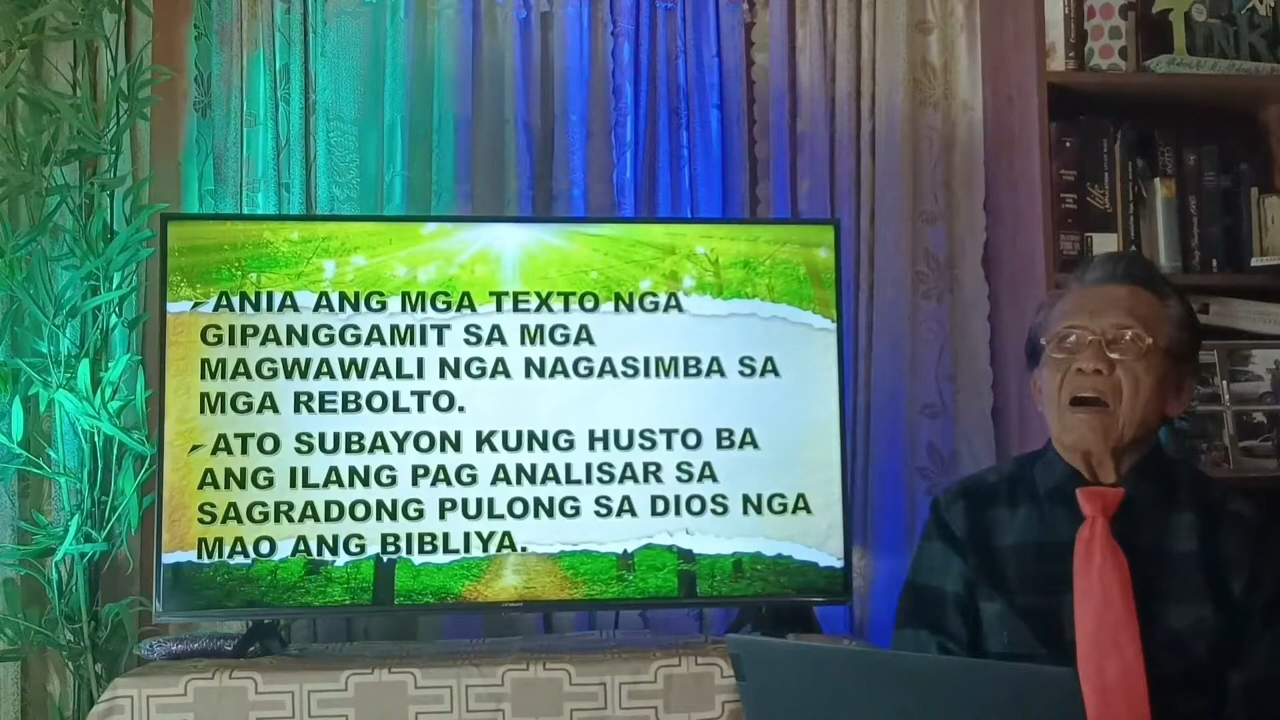 ANIA ANG MGA TEXTO NGA
GIPANGGAMIT SA MGA
MAGWAWALI NGA NAGASIMBA SA
MGA REBOLTO.
ATO SUBAYON KUNG HUSTO BA
ANG ILANG PAG ANALISAR SA
SAGRADONG PULONG SA DIOS NGA
MAO ANG BIBLIYA.
life